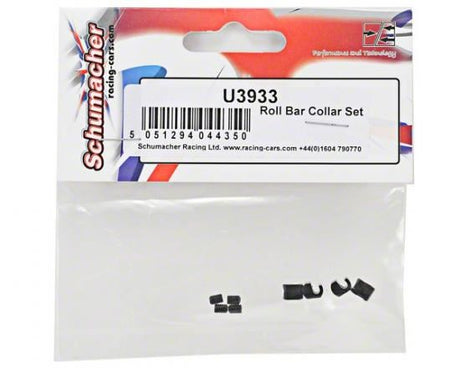 Schumacher
racing-cars.com
Performance and Technology
U3933
Roll Bar Collar Set
5 051294 044350
Schumacher Racing Ltd. www.racing-cars.com +44(0)1604 790770